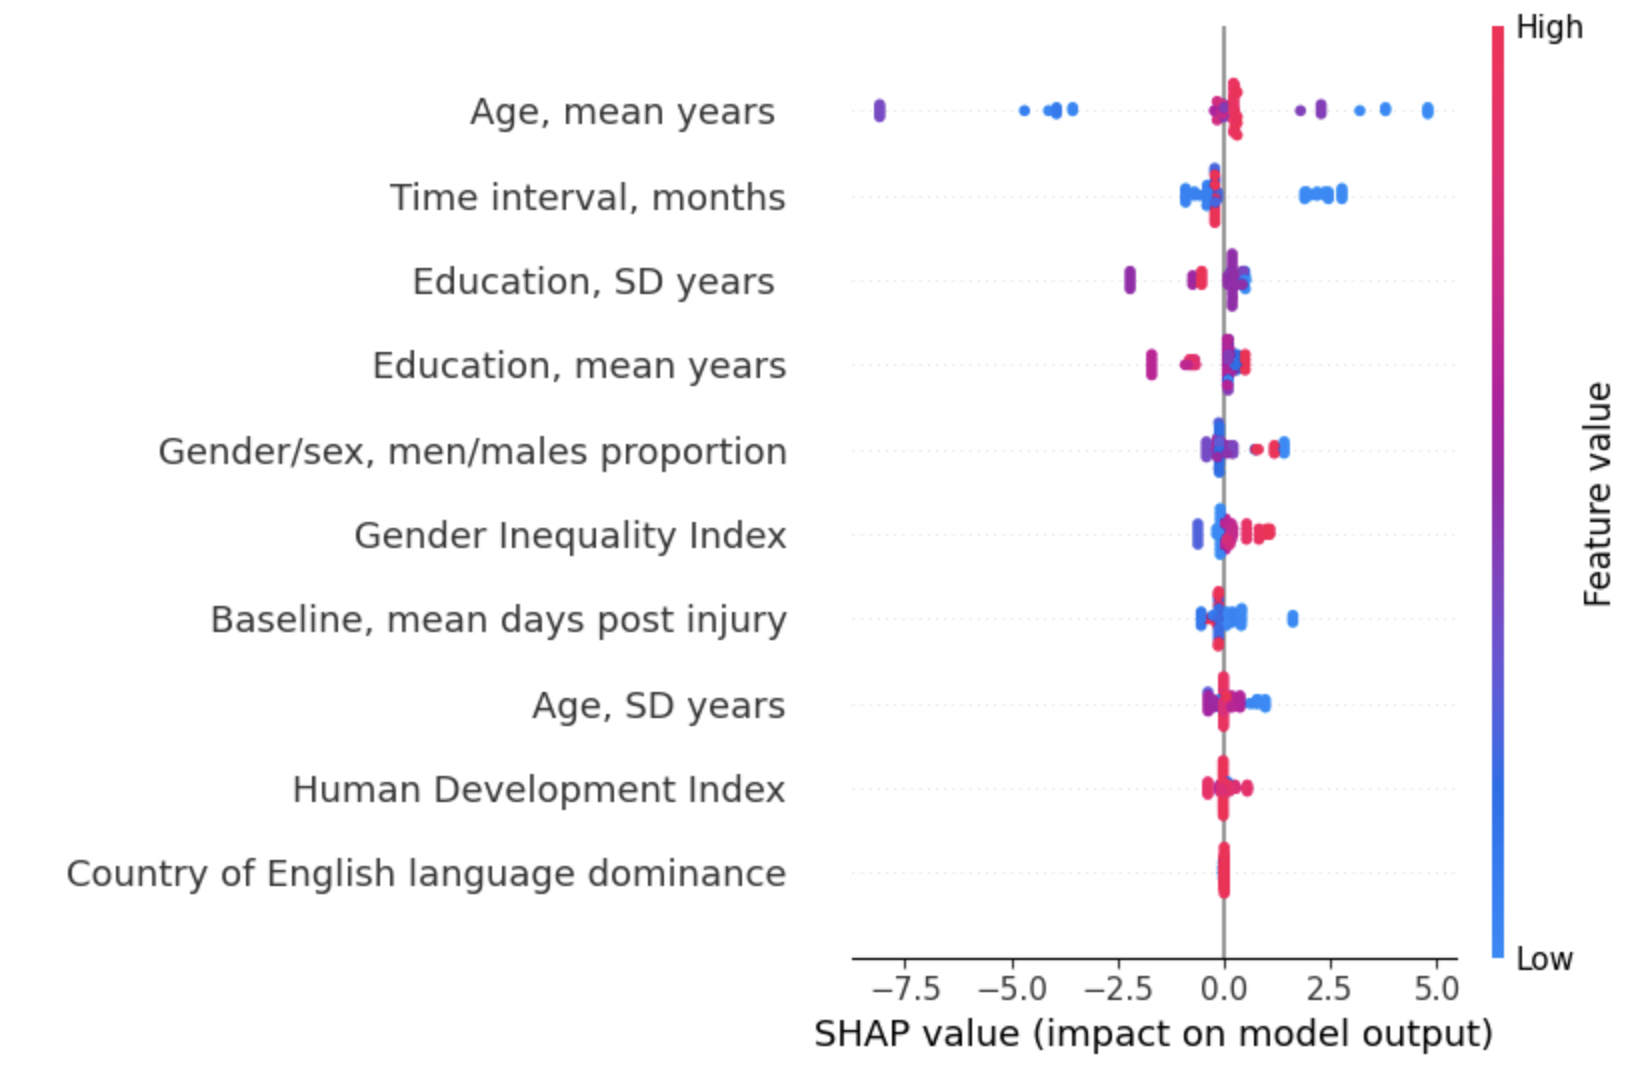 High
Age, mean years
Time interval, months
Education, SD years
Education, mean years
Gender/sex, men/males proportion
Gender Inequality Index
Baseline, mean days post injury
Age, SD years
Human Development Index
Country of English language dominance
Feature value
Low
−7.5 −5.0 −2.5 0.0 2.5 5.0
SHAP value (impact on model output)